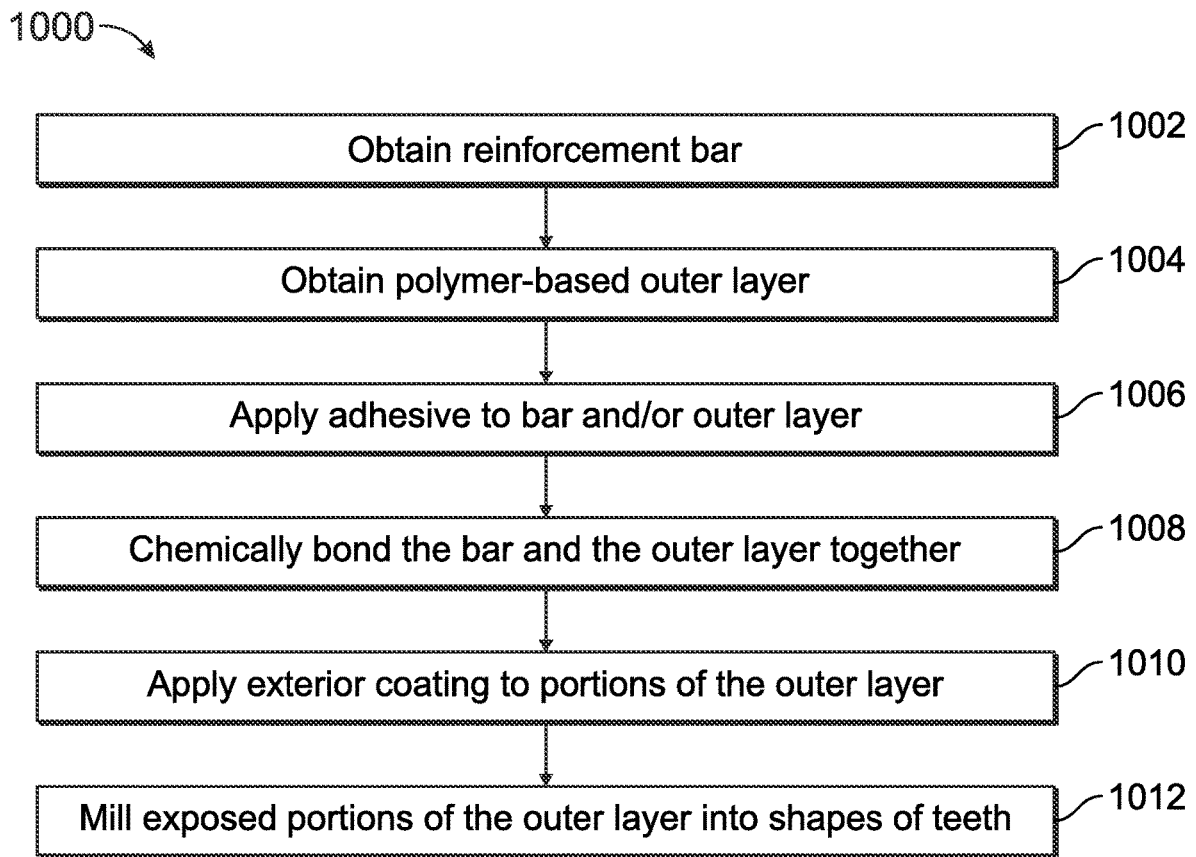 1000
Obtain reinforcement bar
1002
Obtain polymer-based outer layer
1004
Apply adhesive to bar and/or outer layer
1006
Chemically bond the bar and the outer layer together
1008
Apply exterior coating to portions of the outer layer
1010
Mill exposed portions of the outer layer into shapes of teeth
1012